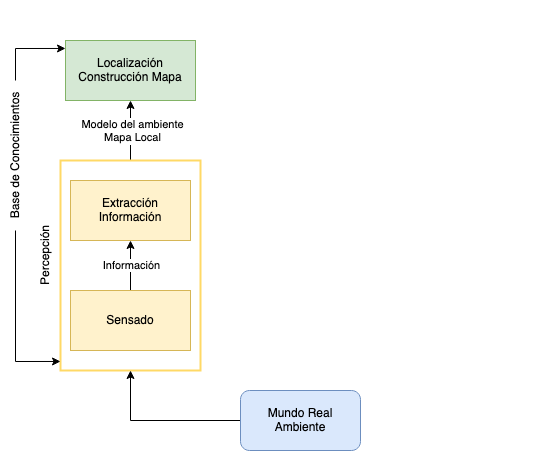 Localización
Construcción Mapa
Modelo del ambiente
Mapa Local
Base de Conocimientos
Extracción
Información
Percepción
Información
Sensado
Mundo Real
Ambiente